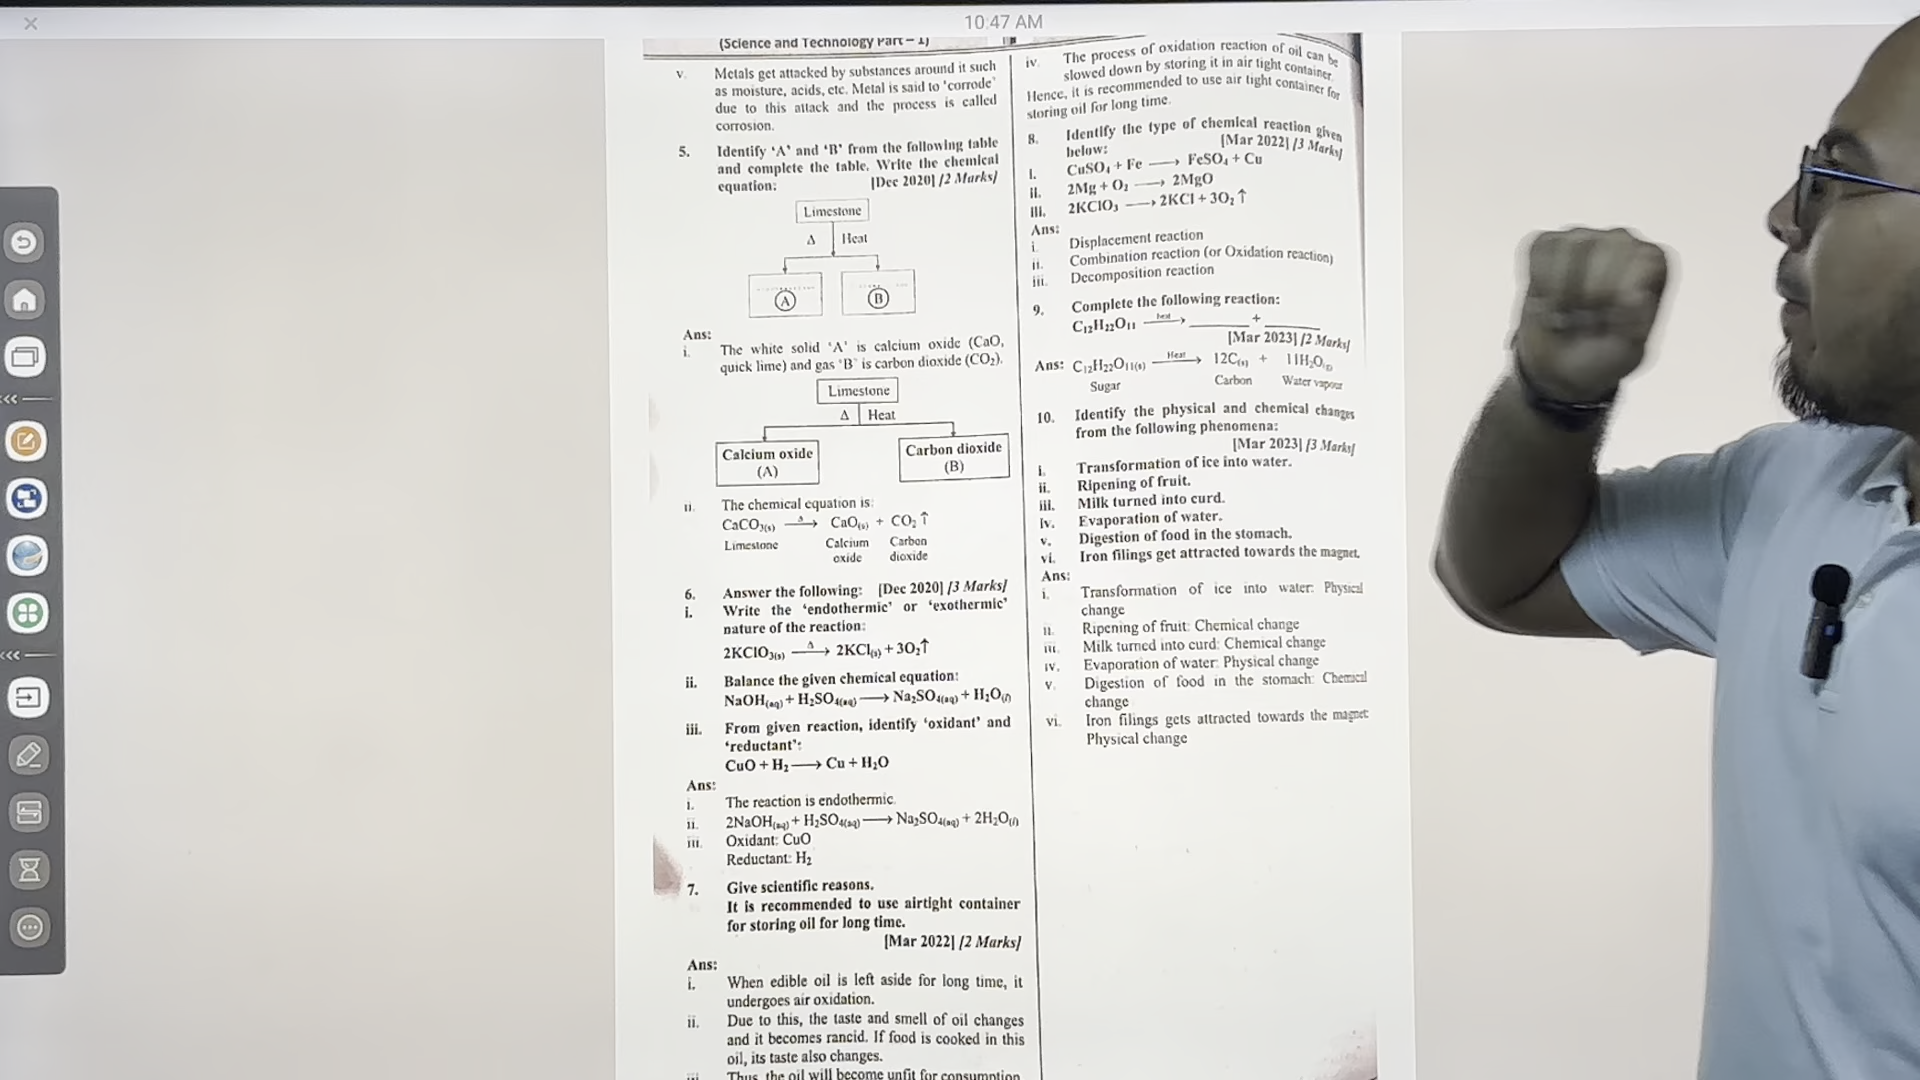 10:47 AM
(Science and Technology Part – 1)
v. Metals get attacked by substances around it such
as moisture, acids, etc. Metal is said to ‘corrode’
due to this attack and the process is called
corrosion.
5. Identify ‘A’ and ‘B’ from the following table
and complete the table. Write the chemical
equation: [Dec 2020] [2 Marks]
Limestone
Δ Heat
A B
Ans:
i. The white solid ‘A’ is calcium oxide (CaO,
quick lime) and gas ‘B’ is carbon dioxide (CO₂).
Limestone
Δ Heat
Calcium oxide
(A)
Carbon dioxide
(B)
ii. The chemical equation is:
CaCO₃(s) —Δ→ CaO(s) + CO₂↑
Limestone Calcium Carbon
oxide dioxide
6. Answer the following: [Dec 2020] [3 Marks]
i. Write the ‘endothermic’ or ‘exothermic’
nature of the reaction:
2KClO₃(s) —Δ→ 2KCl(s) + 3O₂↑
ii. Balance the given chemical equation:
NaOH(aq) + H₂SO₄(aq) ⟶ Na₂SO₄(aq) + H₂O(l)
iii. From given reaction, identify ‘oxidant’ and
‘reductant’:
CuO + H₂ ⟶ Cu + H₂O
Ans:
i. The reaction is endothermic.
ii. 2NaOH(aq) + H₂SO₄(aq) ⟶ Na₂SO₄(aq) + 2H₂O(l)
iii. Oxidant: CuO
Reductant: H₂
7. Give scientific reasons.
It is recommended to use airtight container
for storing oil for long time.
[Mar 2022] [2 Marks]
Ans:
i. When edible oil is left aside for long time, it
undergoes air oxidation.
ii. Due to this, the taste and smell of oil changes
and it becomes rancid. If food is cooked in this
oil, its taste also changes.
iii. Thus, the oil will become unfit for consumption
iv. The process of oxidation reaction of oil can be
slowed down by storing it in air tight container.
Hence, it is recommended to use air tight container for
storing oil for long time.
8. Identify the type of chemical reaction given
below: [Mar 2022] [3 Marks]
i. CuSO₄ + Fe ⟶ FeSO₄ + Cu
ii. 2Mg + O₂ ⟶ 2MgO
iii. 2KClO₃ ⟶ 2KCl + 3O₂↑
Ans:
i. Displacement reaction
ii. Combination reaction (or Oxidation reaction)
iii. Decomposition reaction
9. Complete the following reaction:
C₁₂H₂₂O₁₁ —heat→ ______ + ______
[Mar 2023] [2 Marks]
Ans: C₁₂H₂₂O₁₁(s) —Heat→ 12C(s) + 11H₂O(l)
Sugar Carbon Water vapour
10. Identify the physical and chemical changes
from the following phenomena:
[Mar 2023] [3 Marks]
i. Transformation of ice into water.
ii. Ripening of fruit.
iii. Milk turned into curd.
iv. Evaporation of water.
v. Digestion of food in the stomach.
vi. Iron filings get attracted towards the magnet.
Ans:
i. Transformation of ice into water: Physical
change
ii. Ripening of fruit: Chemical change
iii. Milk turned into curd: Chemical change
iv. Evaporation of water: Physical change
v. Digestion of food in the stomach: Chemical
change
vi. Iron filings gets attracted towards the magnet:
Physical change